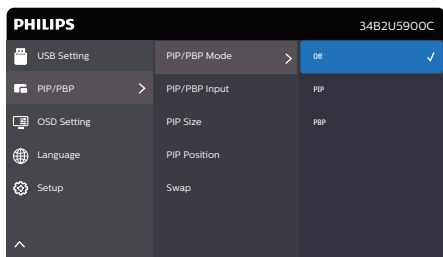 PHILIPS
34B2U5900C
USB Setting
PIP/PBP
OSD Setting
Language
Setup
PIP/PBP Mode
PIP/PBP Input
PIP Size
PIP Position
Swap
Off
PIP
PBP